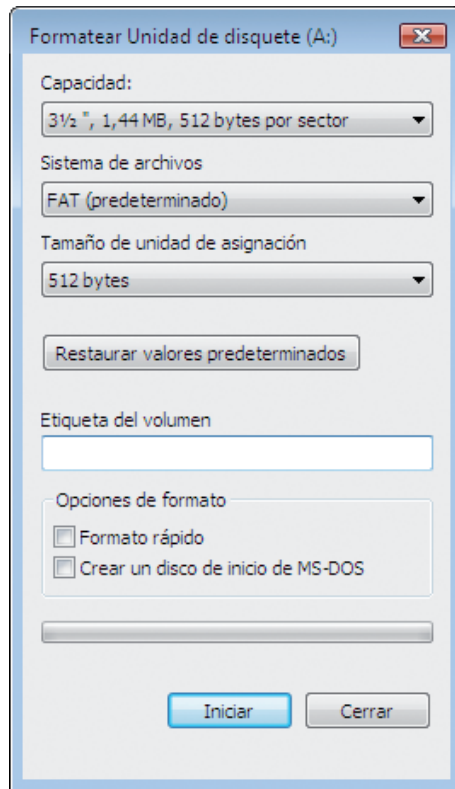 Formatear Unidad de disquete (A:)
Capacidad:
3½ ", 1,44 MB, 512 bytes por sector
Sistema de archivos
FAT (predeterminado)
Tamaño de unidad de asignación
512 bytes
Restaurar valores predeterminados
Etiqueta del volumen
Opciones de formato
Formato rápido
Crear un disco de inicio de MS-DOS
Iniciar Cerrar